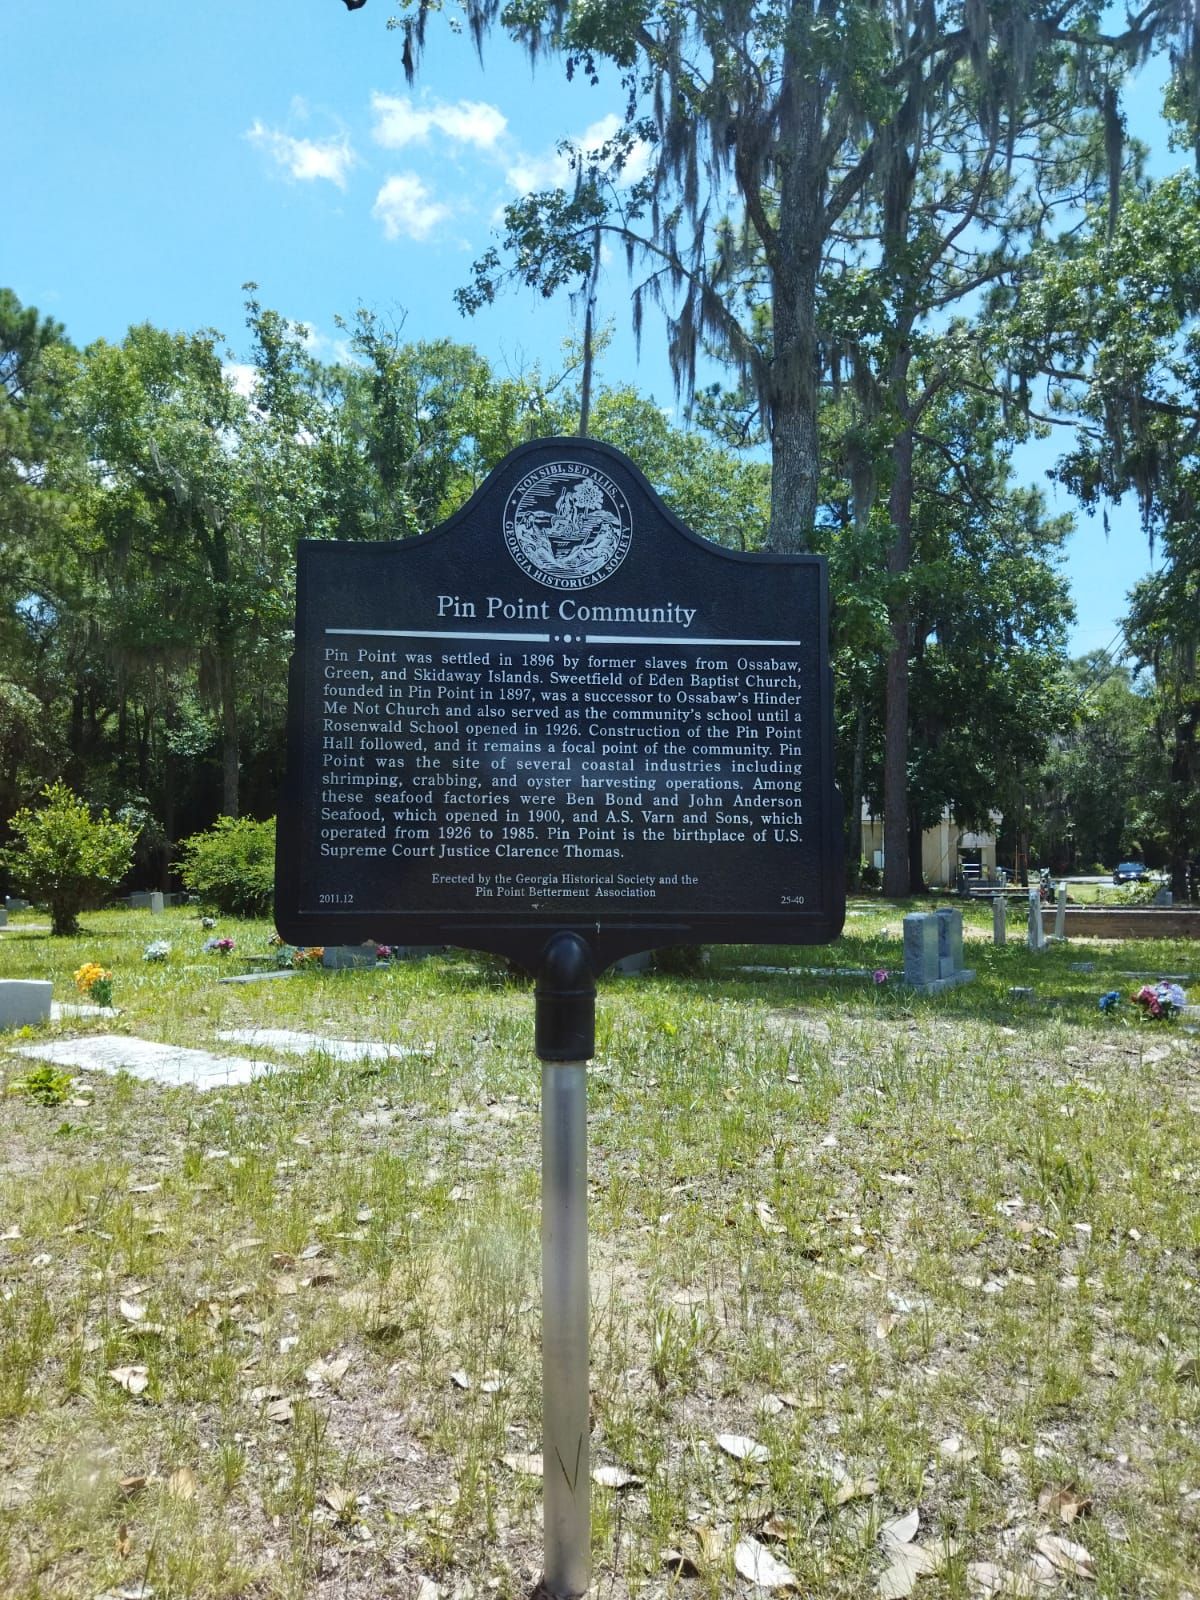 NON SIBI, SED ALIIS.
GEORGIA HISTORICAL SOCIETY
Pin Point Community
Pin Point was settled in 1896 by former slaves from Ossabaw,
Green, and Skidaway Islands. Sweetfield of Eden Baptist Church,
founded in Pin Point in 1897, was a successor to Ossabaw's Hinder
Me Not Church and also served as the community's school until a
Rosenwald School opened in 1926. Construction of the Pin Point
Hall followed, and it remains a focal point of the community. Pin
Point was the site of several coastal industries including
shrimping, crabbing, and oyster harvesting operations. Among
these seafood factories were Ben Bond and John Anderson
Seafood, which opened in 1900, and A.S. Varn and Sons, which
operated from 1926 to 1985. Pin Point is the birthplace of U.S.
Supreme Court Justice Clarence Thomas.
Erected by the Georgia Historical Society and the
Pin Point Betterment Association
2011.12 25-40